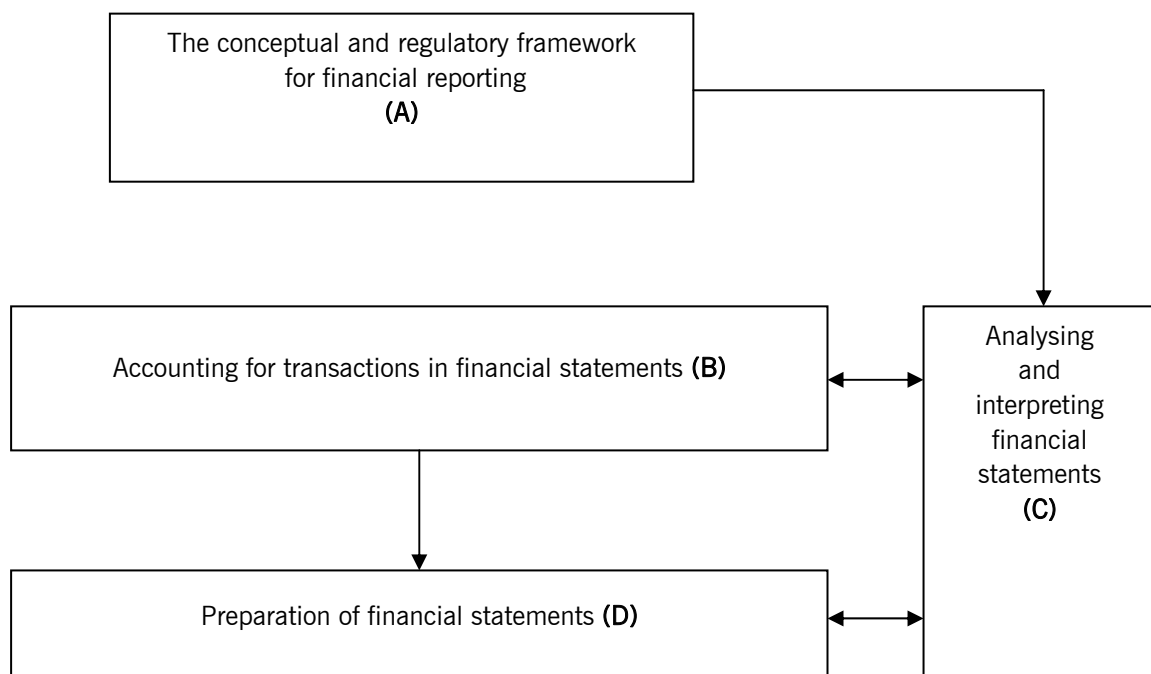 The conceptual and regulatory framework
for financial reporting
(A)
Accounting for transactions in financial statements (B)
Analysing
and
interpreting
financial
statements
(C)
Preparation of financial statements (D)